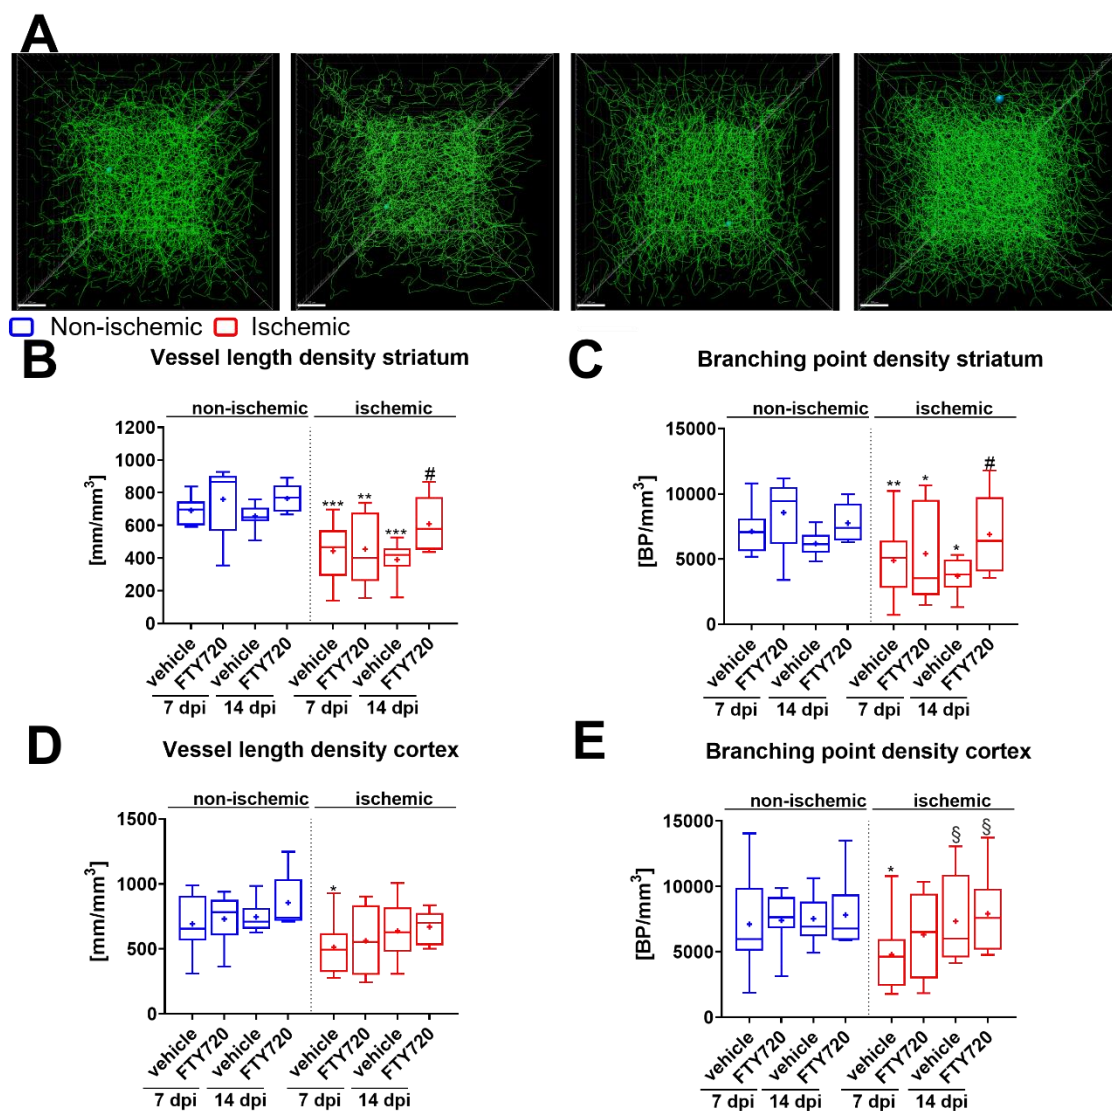 A
Non-ischemic Ischemic
B
Vessel length density striatum
non-ischemic ischemic
[mm/mm³]
1200
1000
800
600
400
200
0
*** ** *** #
vehicle FTY720 vehicle FTY720 vehicle FTY720 vehicle FTY720
7 dpi 14 dpi 7 dpi 14 dpi
C
Branching point density striatum
non-ischemic ischemic
[BP/mm³]
15000
10000
5000
0
** * * #
vehicle FTY720 vehicle FTY720 vehicle FTY720 vehicle FTY720
7 dpi 14 dpi 7 dpi 14 dpi
D
Vessel length density cortex
non-ischemic ischemic
[mm/mm³]
1500
1000
500
0
*
vehicle FTY720 vehicle FTY720 vehicle FTY720 vehicle FTY720
7 dpi 14 dpi 7 dpi 14 dpi
E
Branching point density cortex
non-ischemic ischemic
[BP/mm³]
15000
10000
5000
0
* § §
vehicle FTY720 vehicle FTY720 vehicle FTY720 vehicle FTY720
7 dpi 14 dpi 7 dpi 14 dpi